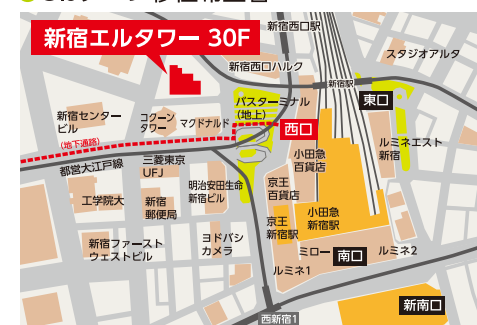 新宿エルタワー 30F
新宿西口駅
スタジオアルタ
新宿西口ハルク
新宿駅
バスターミナル
(地上)
東口
新宿センター
ビル
コクーン
タワー
マクドナルド
西口
(地下通路)
ルミネエスト
新宿
都営大江戸線
三菱東京
UFJ
小田急
百貨店
明治安田生命
新宿ビル
京王
百貨店
工学院大
新宿
郵便局
小田急
新宿駅
京王
新宿駅
新宿ファースト
ウェストビル
ヨドバシ
カメラ
ミロード
南口
ルミネ2
ルミネ1
新南口
西新宿1